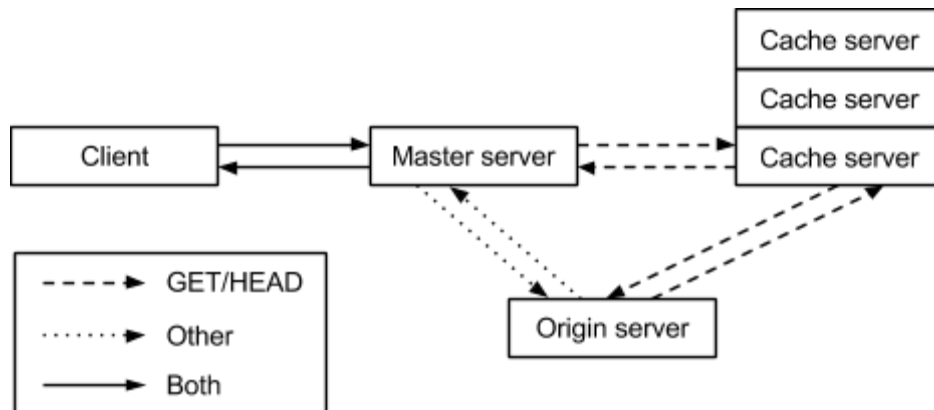 Cache server
Cache server
Client
Master server
Cache server
GET/HEAD
Other
Both
Origin server